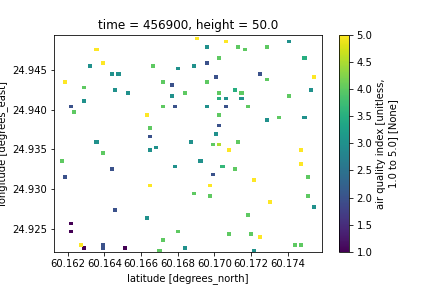 time = 456900, height = 50.0
24.945
24.940
24.935
24.930
24.925
longitude [degrees_east]
60.162 60.164 60.166 60.168 60.170 60.172 60.174
latitude [degrees_north]
5.0
4.5
4.0
3.5
3.0
2.5
2.0
1.5
1.0
air quality index [unitless,
1.0 to 5.0] [None]